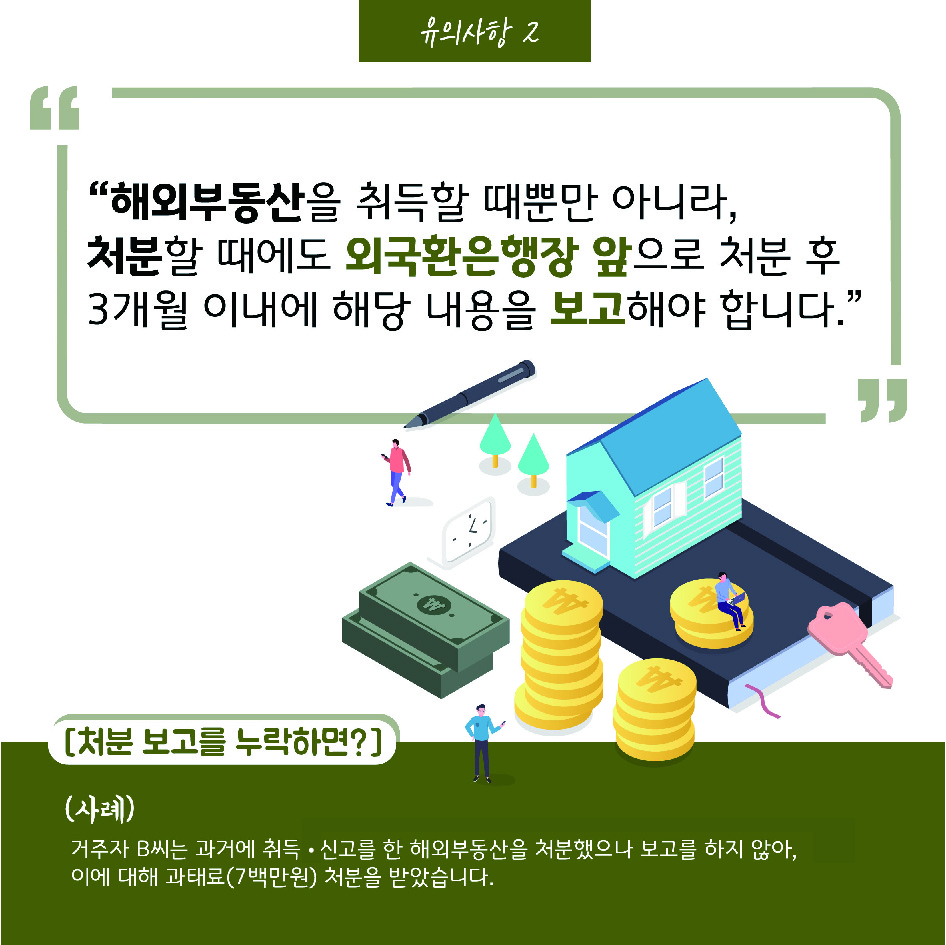 유의사항 2
“해외부동산을 취득할 때뿐만 아니라,
처분할 때에도 외국환은행장 앞으로 처분 후
3개월 이내에 해당 내용을 보고해야 합니다.”
[처분 보고를 누락하면?]
(사례)
거주자 B씨는 과거에 취득 • 신고를 한 해외부동산을 처분했으나 보고를 하지 않아,
이에 대해 과태료(7백만원) 처분을 받았습니다.